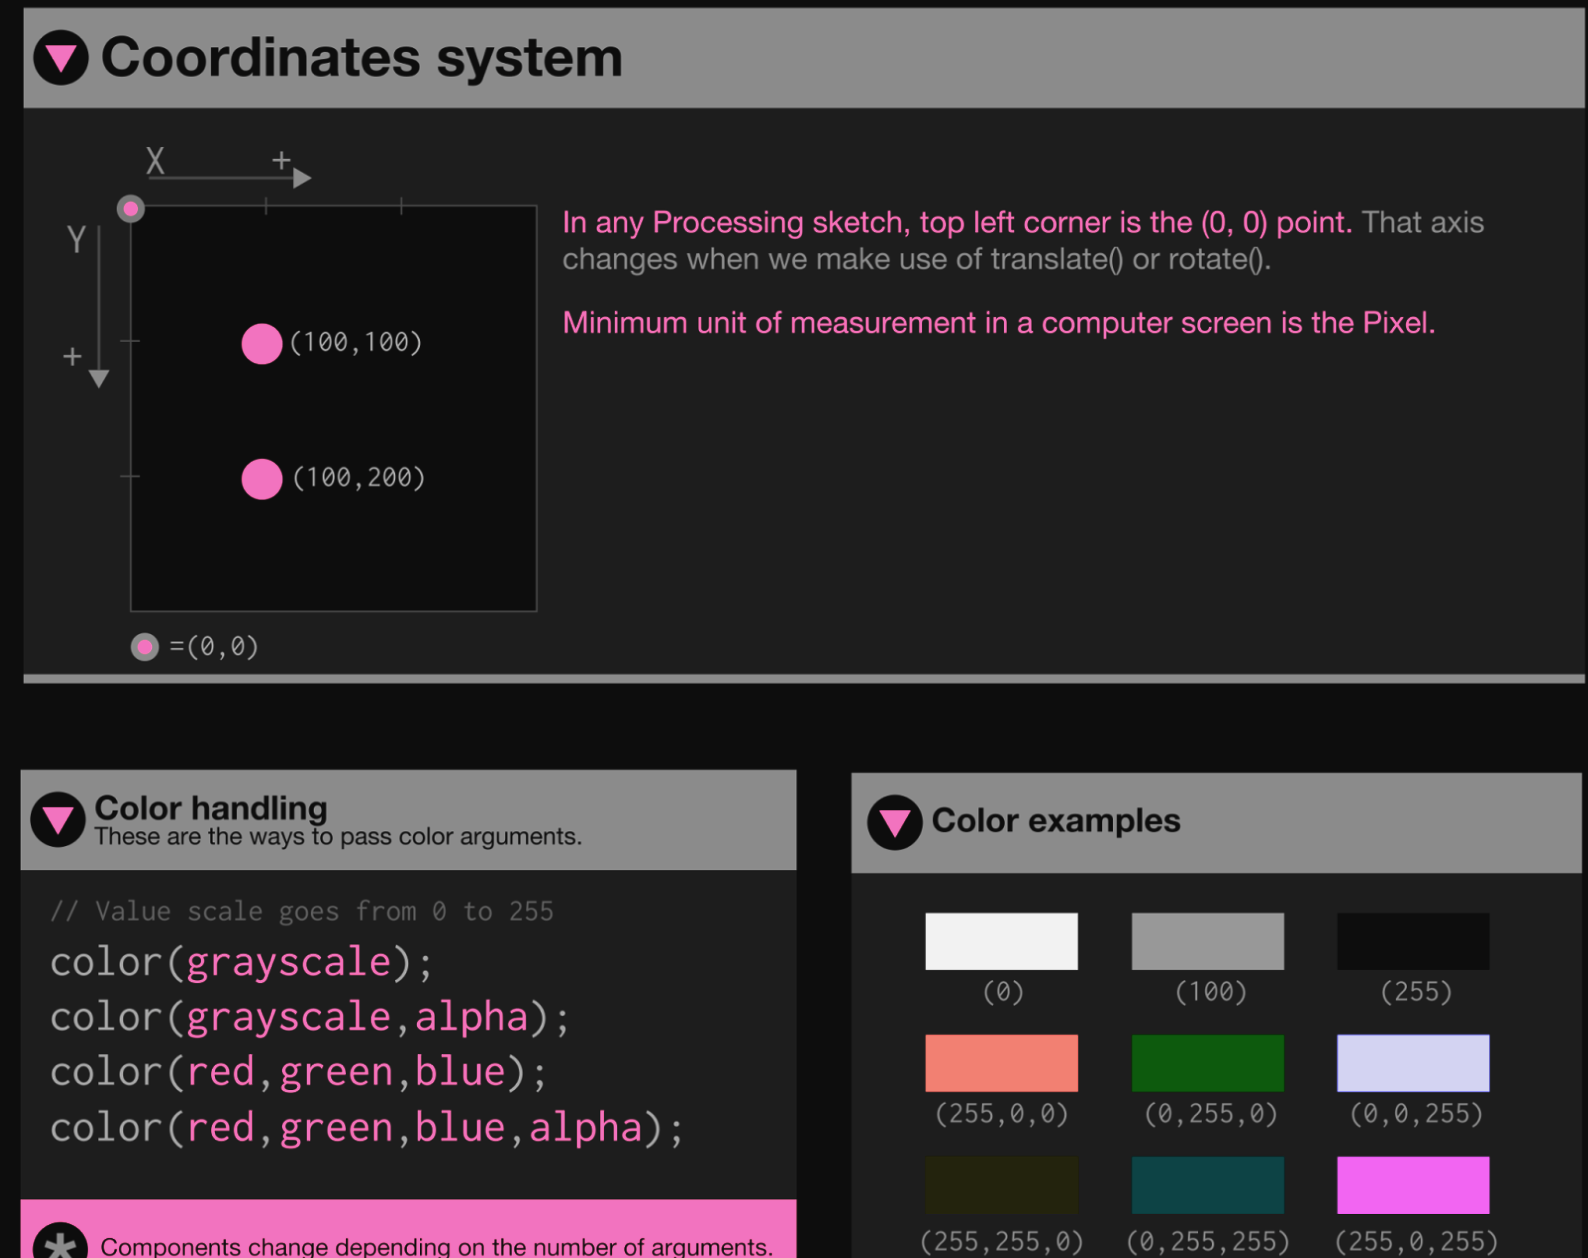 Coordinates system
X +
Y
+
In any Processing sketch, top left corner is the (0, 0) point. That axis
changes when we make use of translate() or rotate().
Minimum unit of measurement in a computer screen is the Pixel.
(100,100)
(100,200)
=(0,0)
Color handling
These are the ways to pass color arguments.
// Value scale goes from 0 to 255
color(grayscale);
color(grayscale,alpha);
color(red,green,blue);
color(red,green,blue,alpha);
* Components change depending on the number of arguments.
Color examples
(0) (100) (255)
(255,0,0) (0,255,0) (0,0,255)
(255,255,0) (0,255,255) (255,0,255)